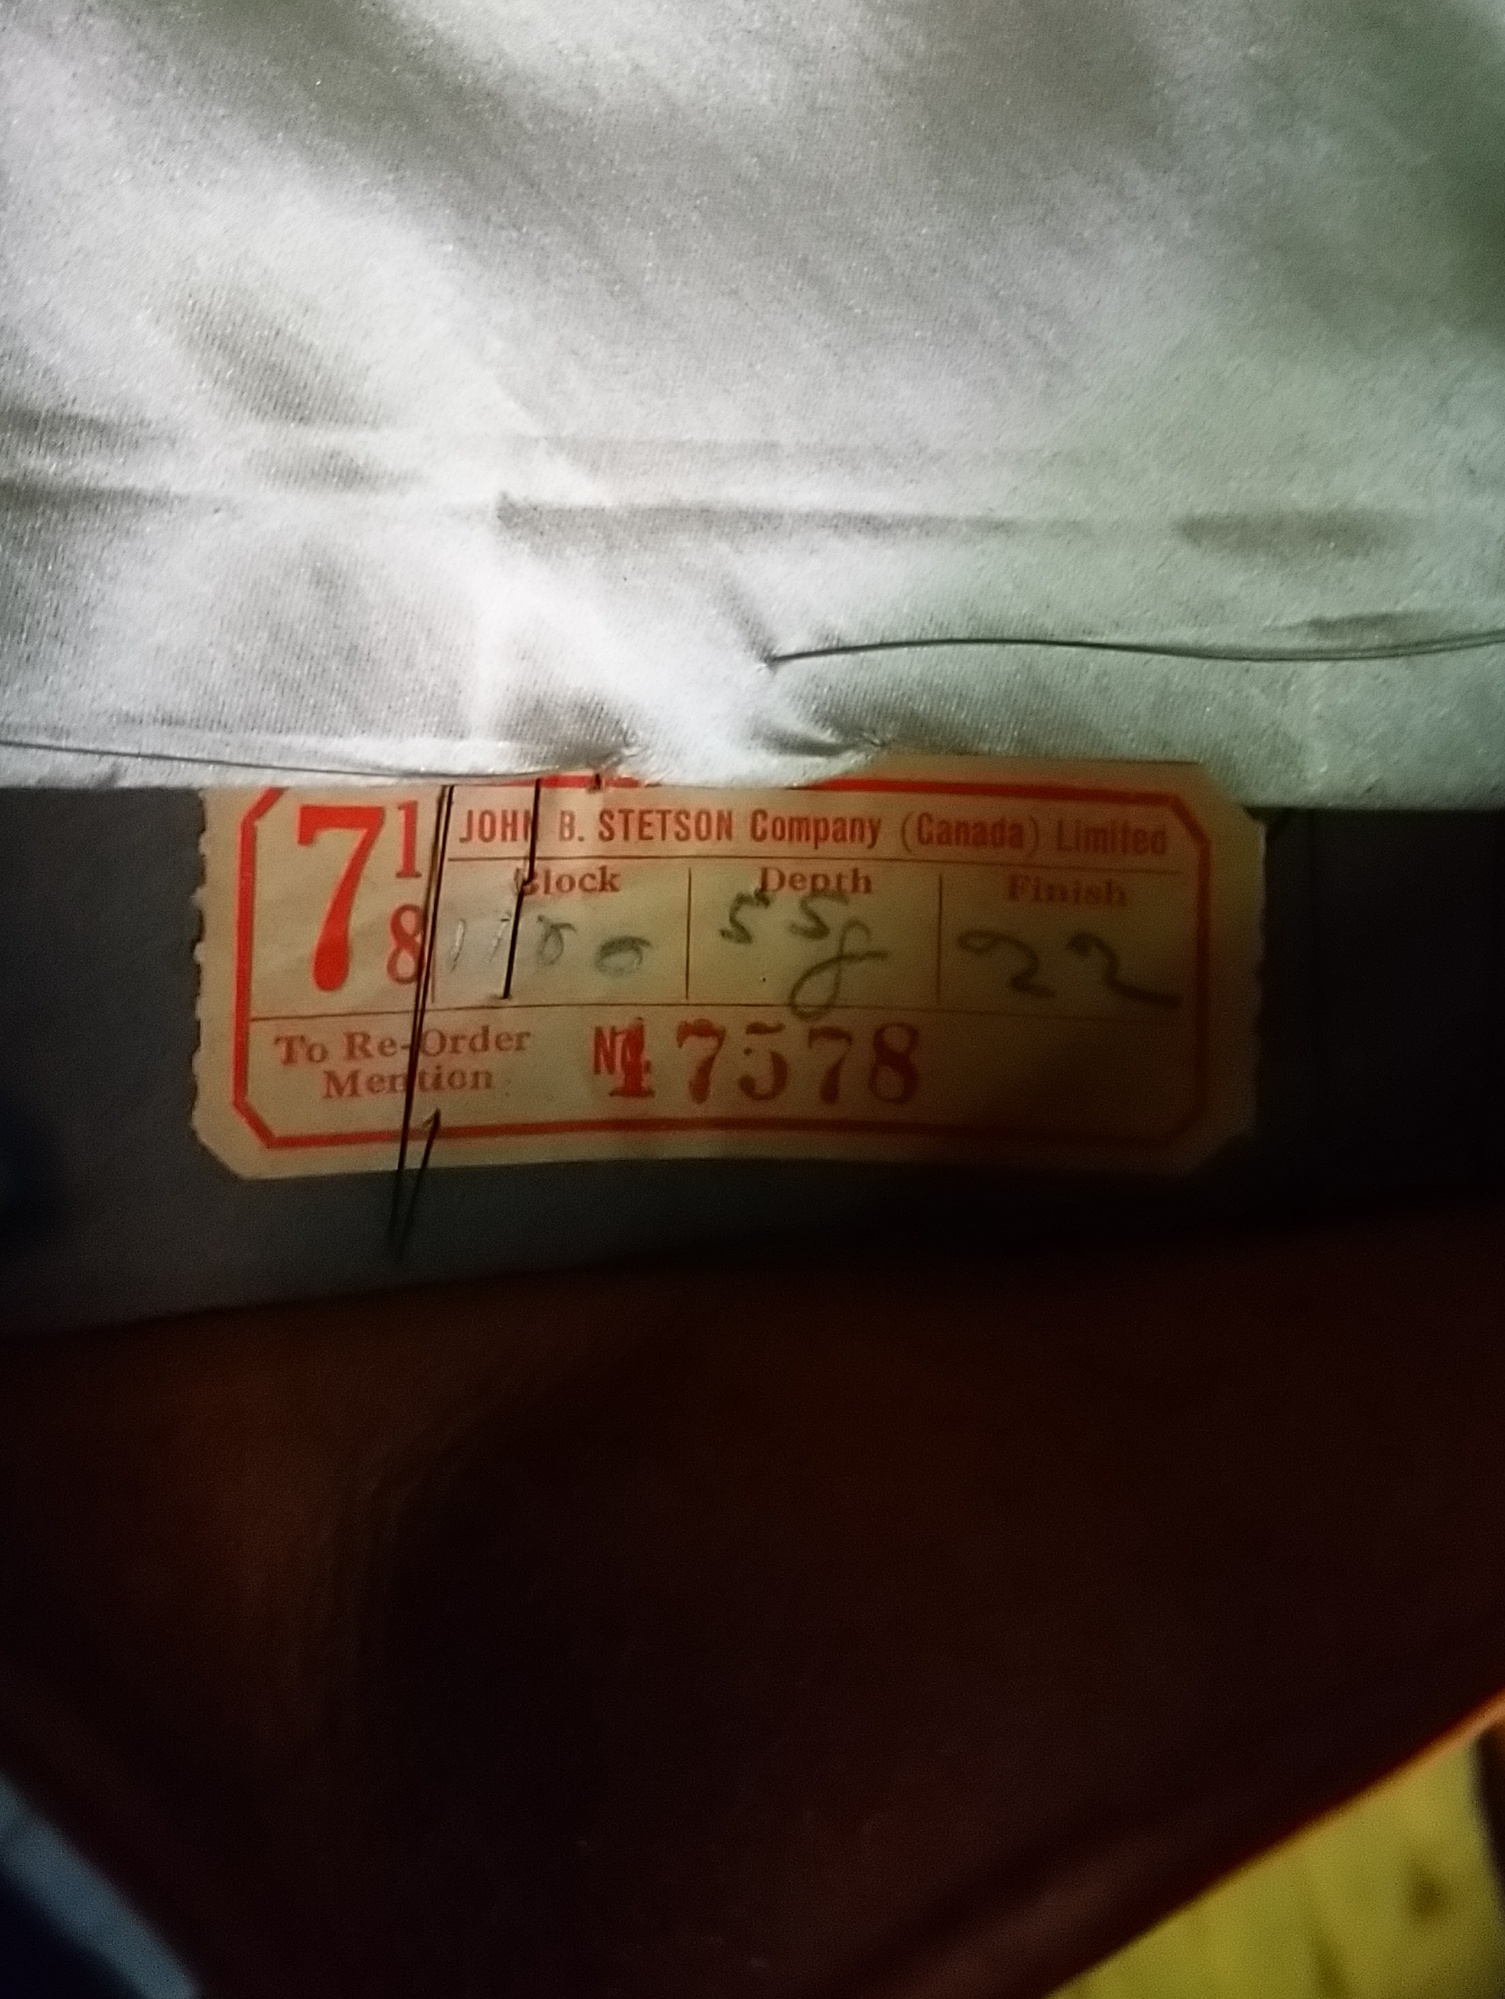 7 1/8
JOHN B. STETSON Company (Canada) Limited
Block Depth Finish
55/8 22
To Re-Order
Mention
No. 17578